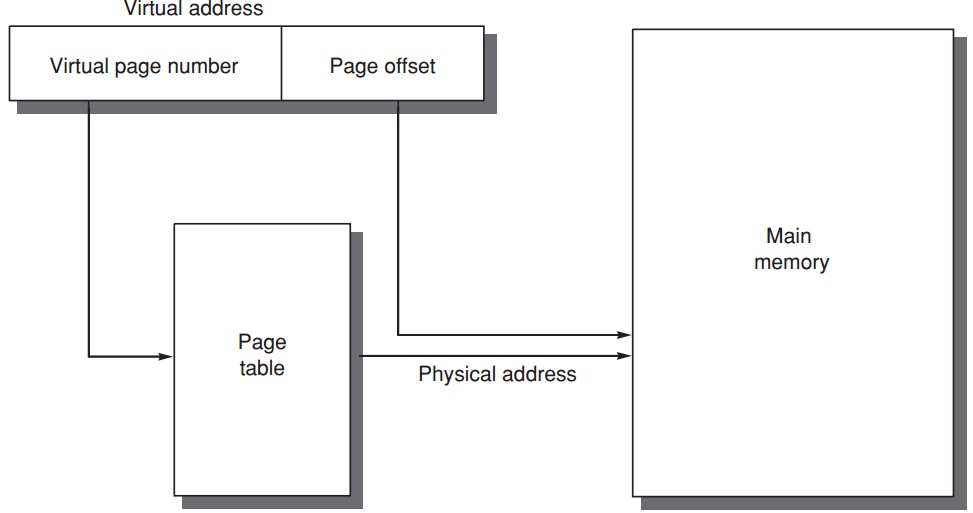 Virtual address
Virtual page number
Page offset
Main
memory
Page
table
Physical address